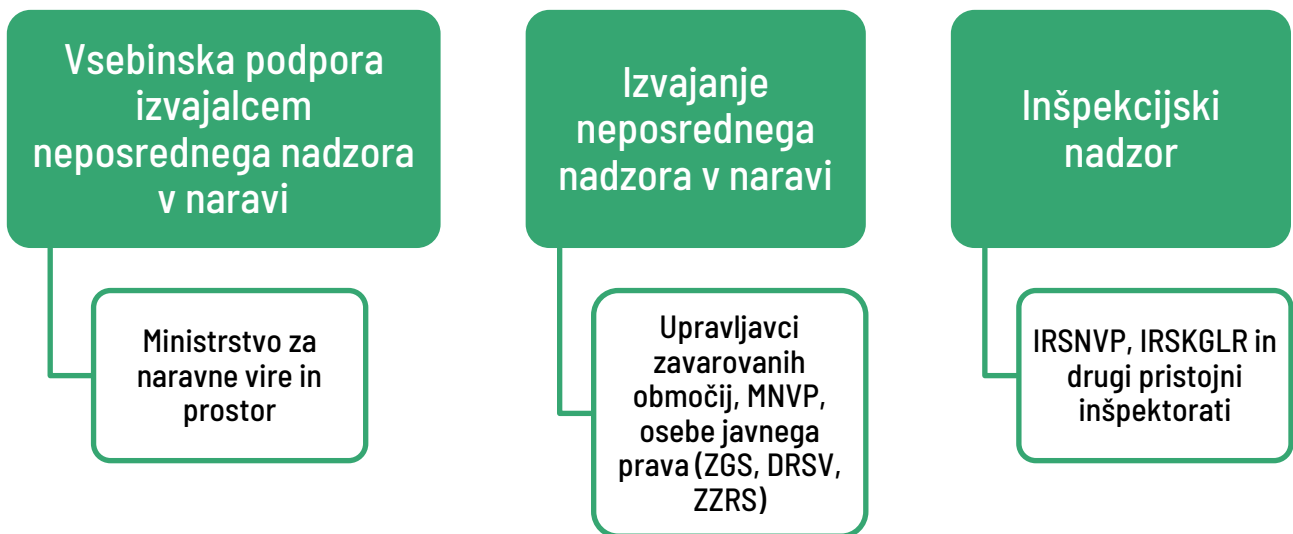 Vsebinska podpora
izvajalcem
neposrednega nadzora
v naravi
Ministrstvo za
naravne vire in
prostor
Izvajanje
neposrednega
nadzora v naravi
Upravljavci
zavarovanih
območij, MNVP,
osebe javnega
prava (ZGS, DRSV,
ZZRS)
Inšpekcijski
nadzor
IRSNVP, IRSKGLR in
drugi pristojni
inšpektorati